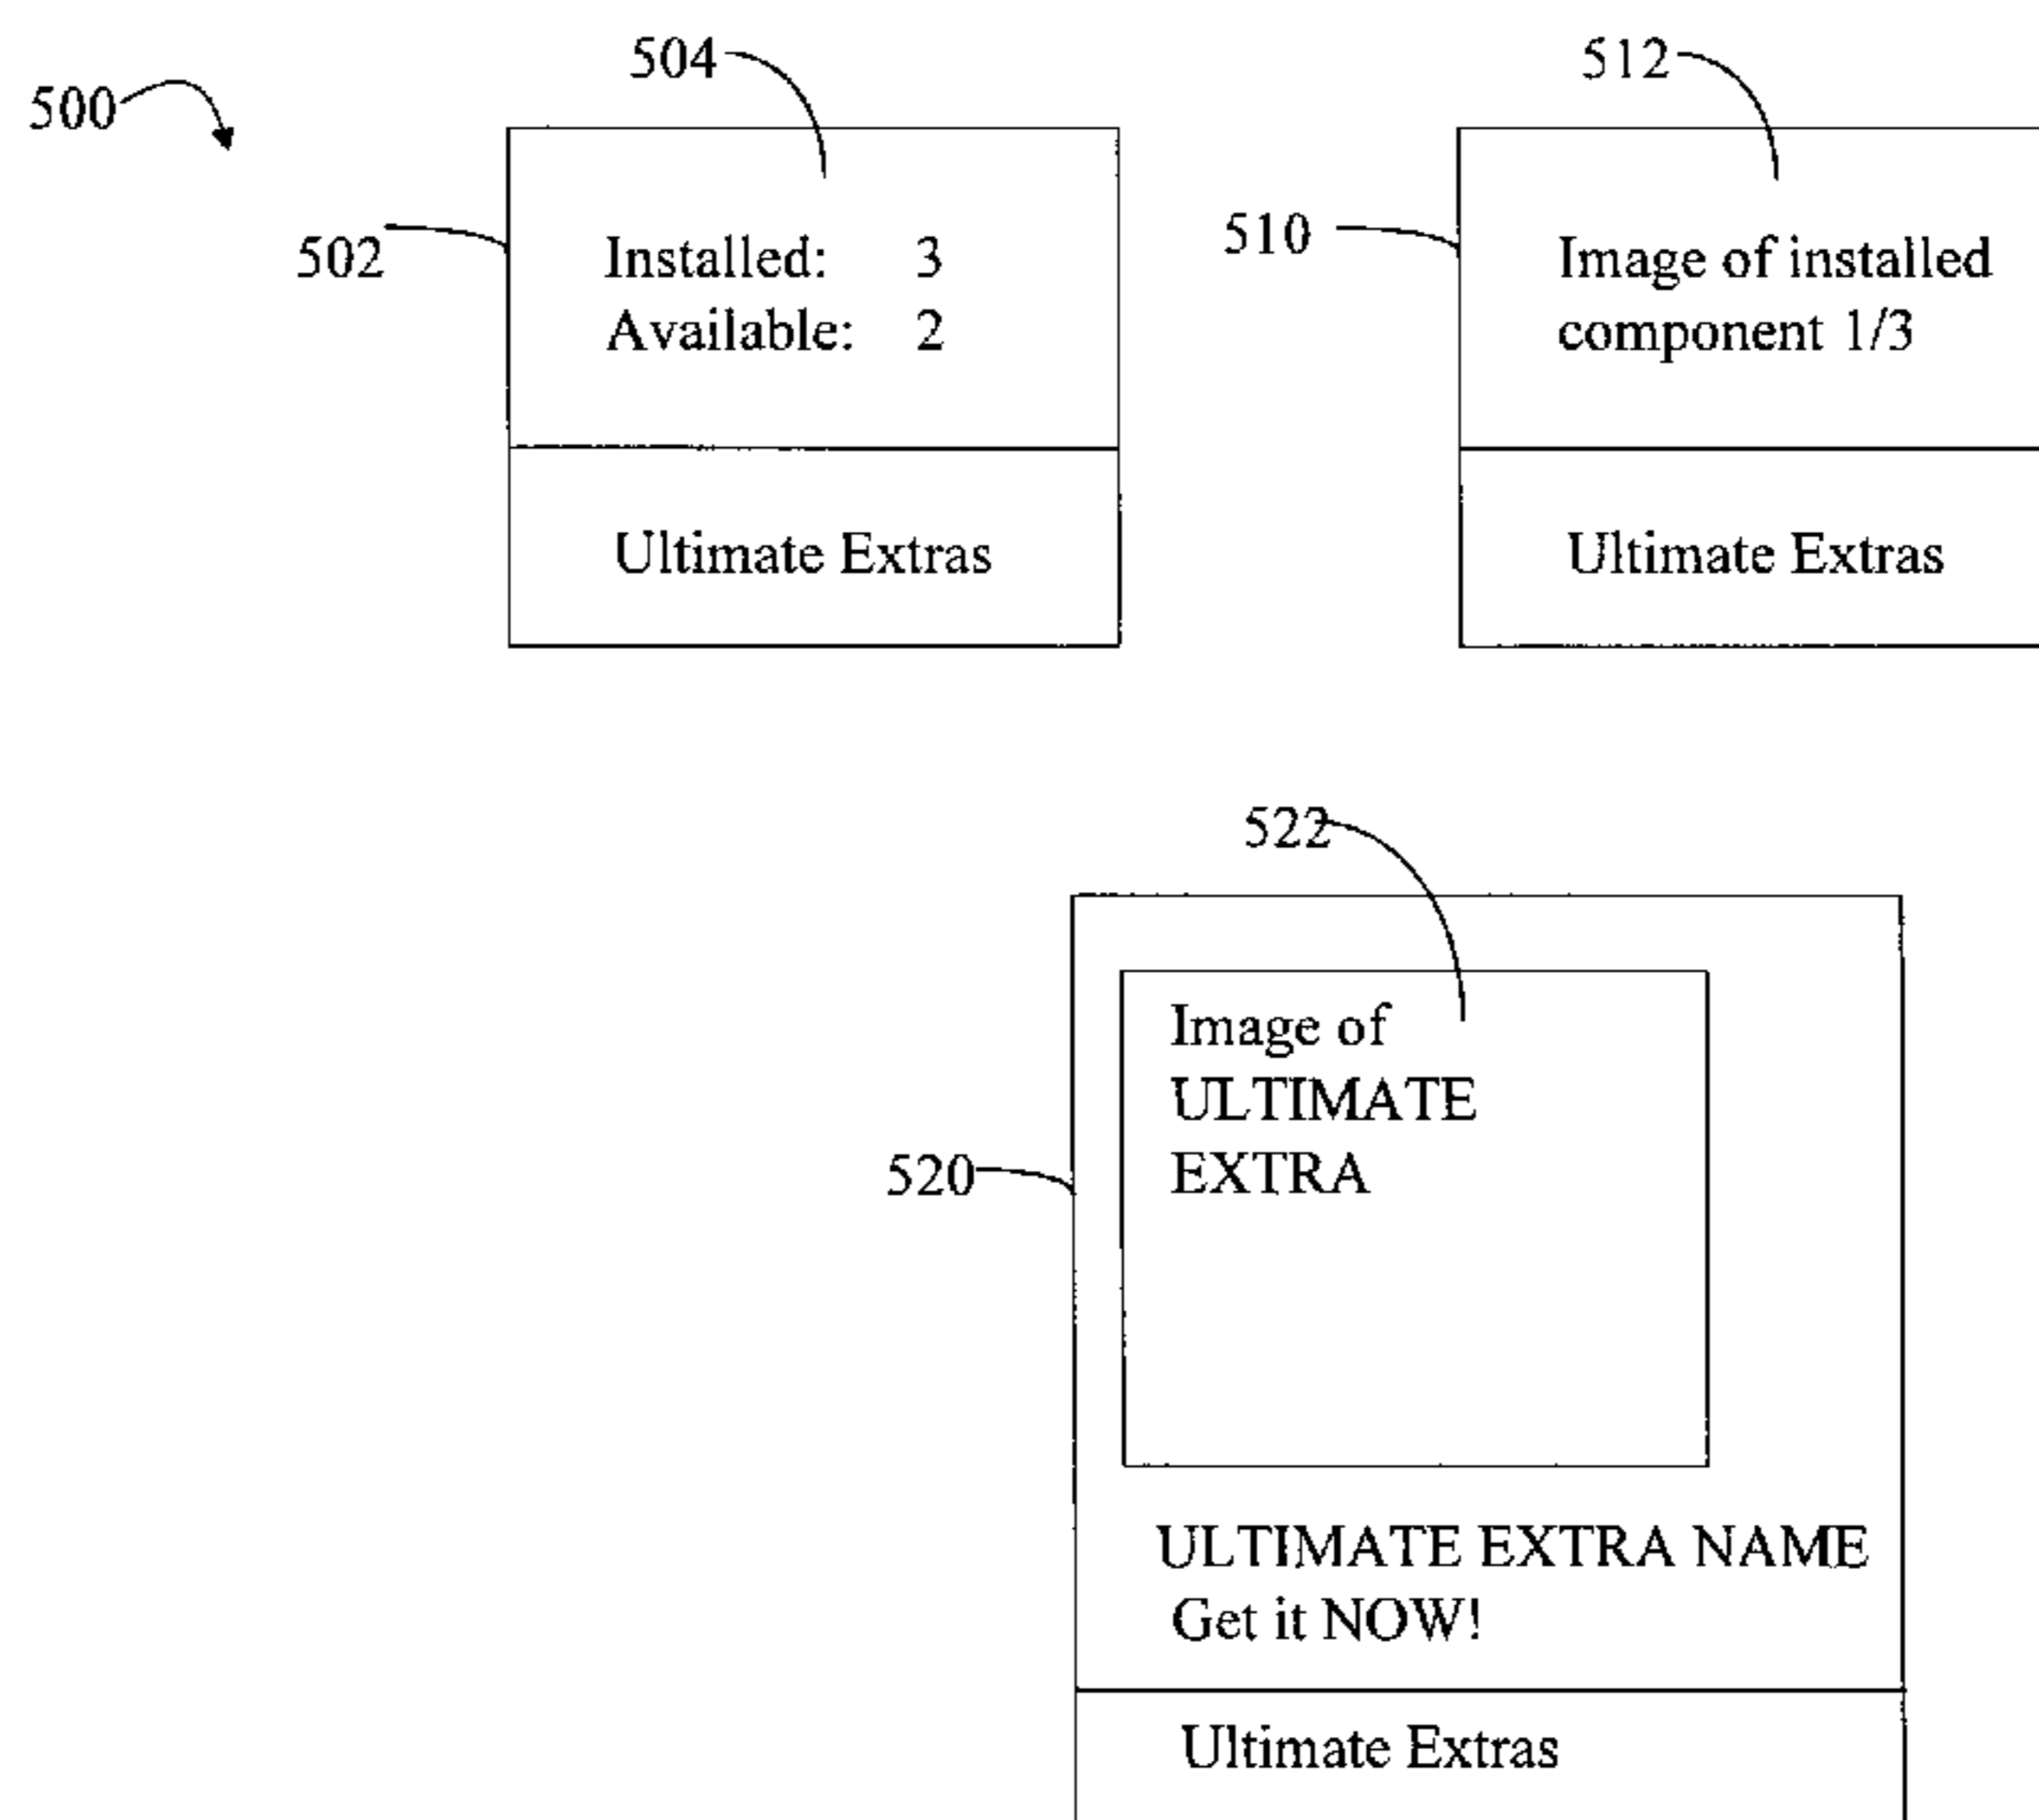 504
512
500
502
510
Installed: 3
Available: 2
Image of installed
component 1/3
Ultimate Extras
Ultimate Extras
522
520
Image of
ULTIMATE
EXTRA
ULTIMATE EXTRA NAME
Get it NOW!
Ultimate Extras